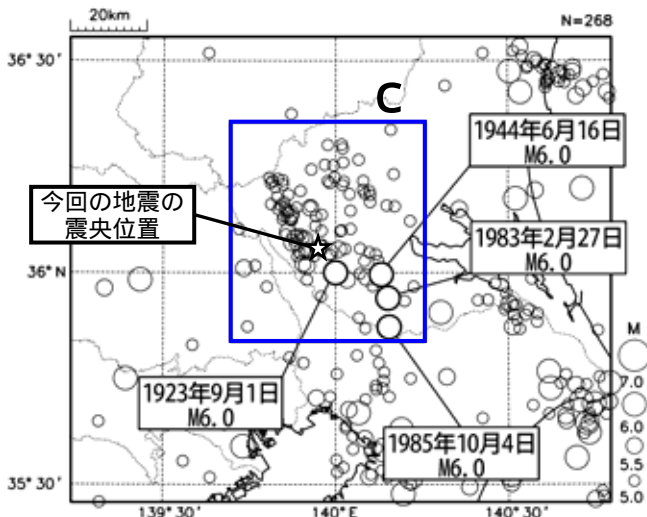 20km
N=268
36°30′
C
1944年6月16日
M6.0
今回の地震の
震央位置
1983年2月27日
M6.0
36°N
M
7.0
1923年9月1日
M6.0
6.0
1985年10月4日
M6.0
5.5
5.0
35°30′
139°30′
140°E
140°30′